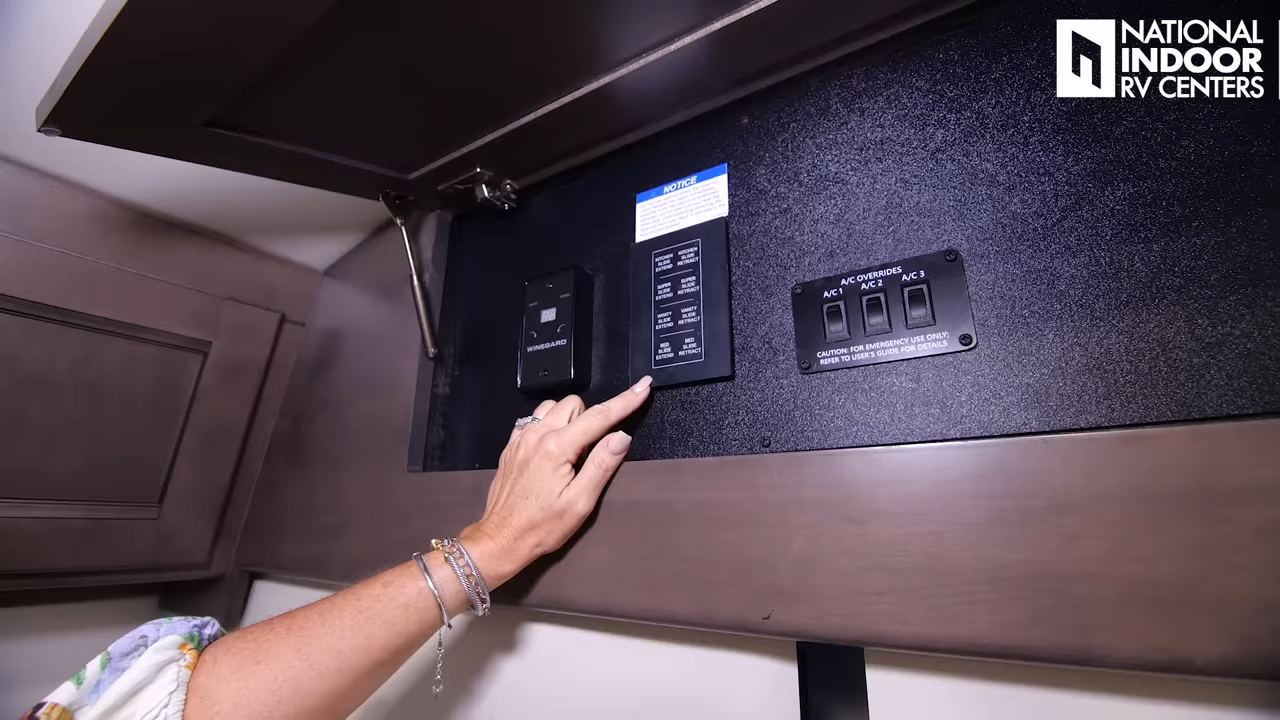 NATIONAL
INDOOR
RV CENTERS
NOTICE
KITCHEN SLIDE EXTEND
KITCHEN SLIDE RETRACT
SUPER SLIDE EXTEND
SUPER SLIDE RETRACT
VANITY SLIDE EXTEND
VANITY SLIDE RETRACT
BED SLIDE EXTEND
BED SLIDE RETRACT
WINEGARD
A/C OVERRIDES
A/C 1 A/C 2 A/C 3
CAUTION: FOR EMERGENCY USE ONLY:
REFER TO USER'S GUIDE FOR DETAILS